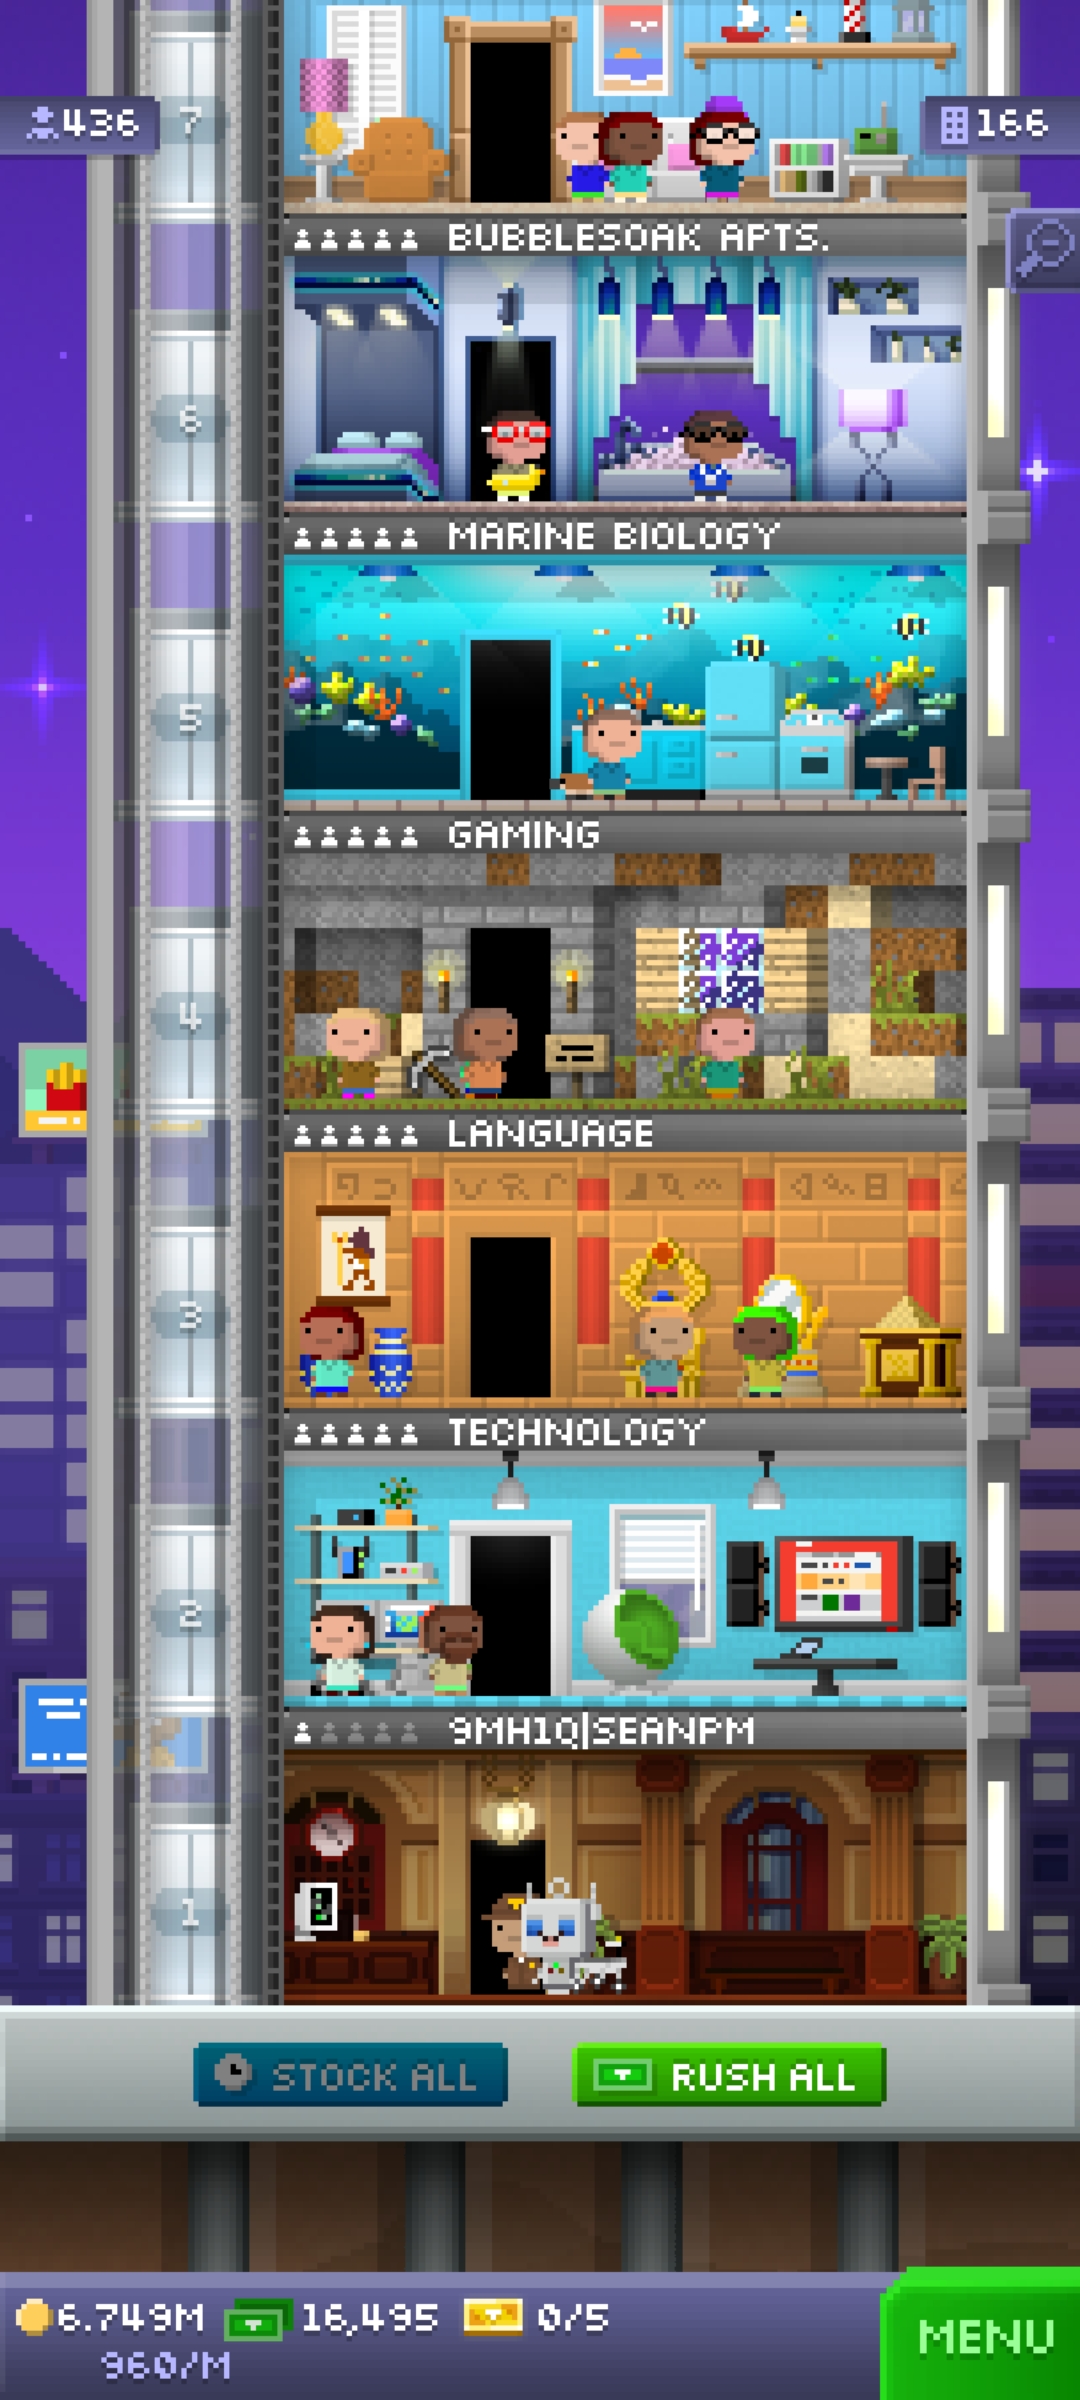 7
436
166
BUBBLESOAK APTS.
6
MARINE BIOLOGY
5
GAMING
4
LANGUAGE
3
TECHNOLOGY
2
9MH1Q|SEANPM
1
STOCK ALL
RUSH ALL
6.749M
16,495
0/5
960/M
MENU